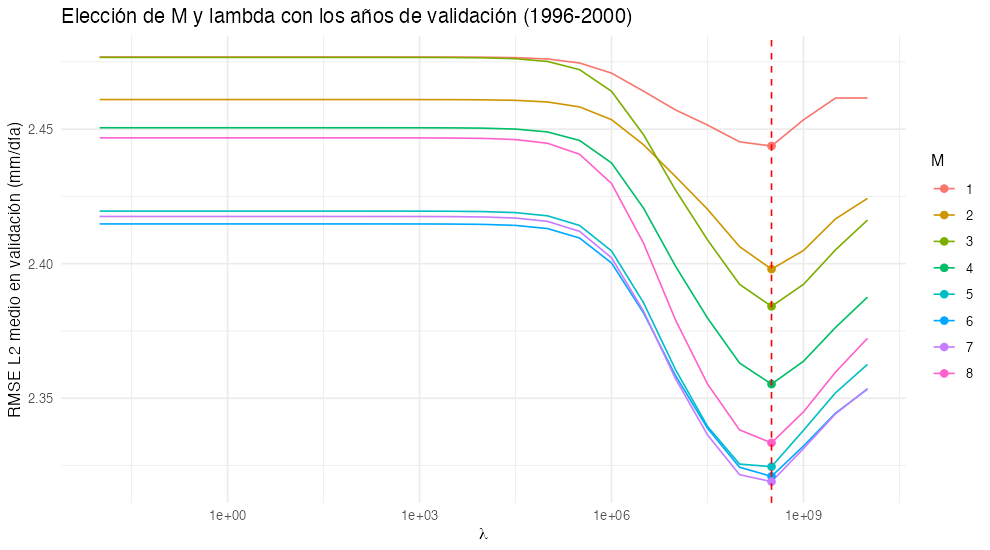 Elección de M y lambda con los años de validación (1996-2000)
RMSE L2 medio en validación (mm/día)
2.45
2.40
2.35
1e+00
1e+03
1e+06
1e+09
λ
M
1
2
3
4
5
6
7
8